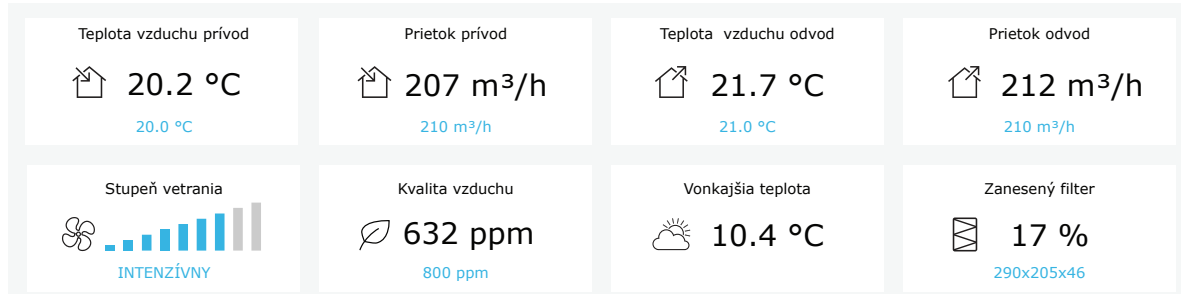 Teplota vzduchu prívod
20.2 °C
20.0 °C
Prietok prívod
207 m³/h
210 m³/h
Teplota vzduchu odvod
21.7 °C
21.0 °C
Prietok odvod
212 m³/h
210 m³/h
Stupeň vetrania
INTENZÍVNY
Kvalita vzduchu
632 ppm
800 ppm
Vonkajšia teplota
10.4 °C
Zanesený filter
17 %
290x205x46